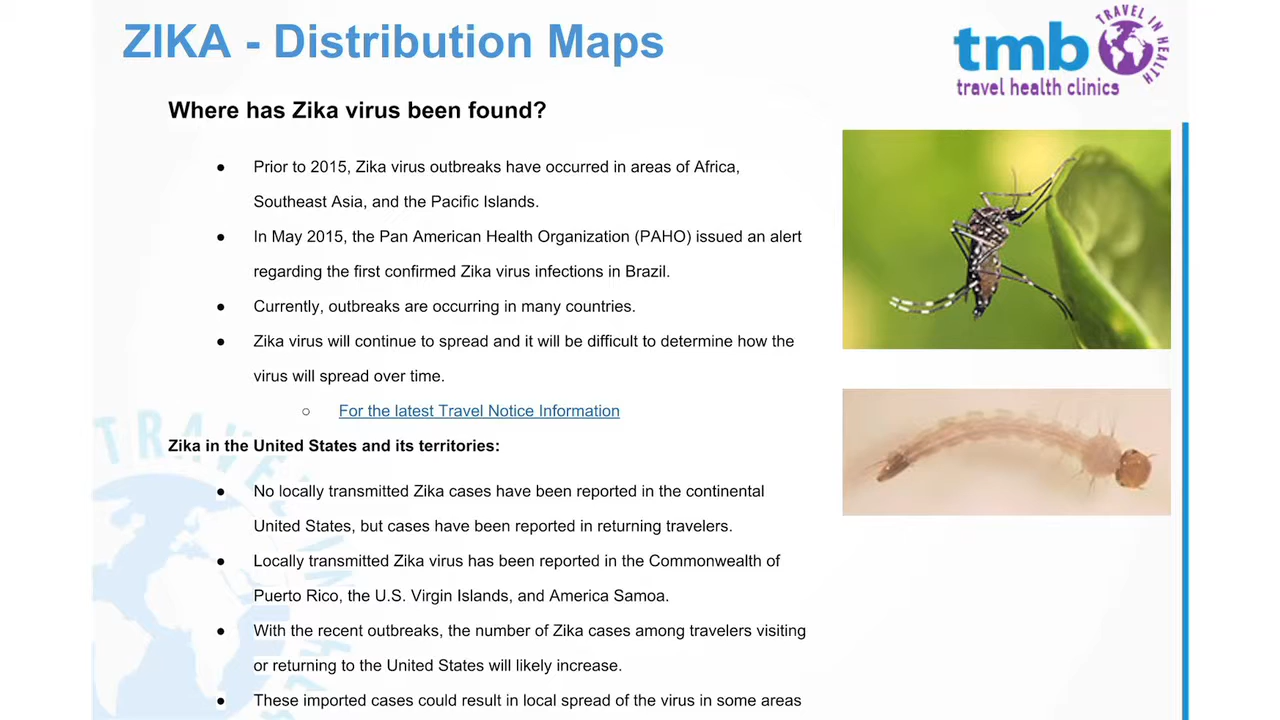 ZIKA - Distribution Maps
tmb
TRAVEL IN HEALTH
travel health clinics
Where has Zika virus been found?
● Prior to 2015, Zika virus outbreaks have occurred in areas of Africa,
Southeast Asia, and the Pacific Islands.
● In May 2015, the Pan American Health Organization (PAHO) issued an alert
regarding the first confirmed Zika virus infections in Brazil.
● Currently, outbreaks are occurring in many countries.
● Zika virus will continue to spread and it will be difficult to determine how the
virus will spread over time.
○ For the latest Travel Notice Information
Zika in the United States and its territories:
● No locally transmitted Zika cases have been reported in the continental
United States, but cases have been reported in returning travelers.
● Locally transmitted Zika virus has been reported in the Commonwealth of
Puerto Rico, the U.S. Virgin Islands, and America Samoa.
● With the recent outbreaks, the number of Zika cases among travelers visiting
or returning to the United States will likely increase.
● These imported cases could result in local spread of the virus in some areas
TRAVEL IN